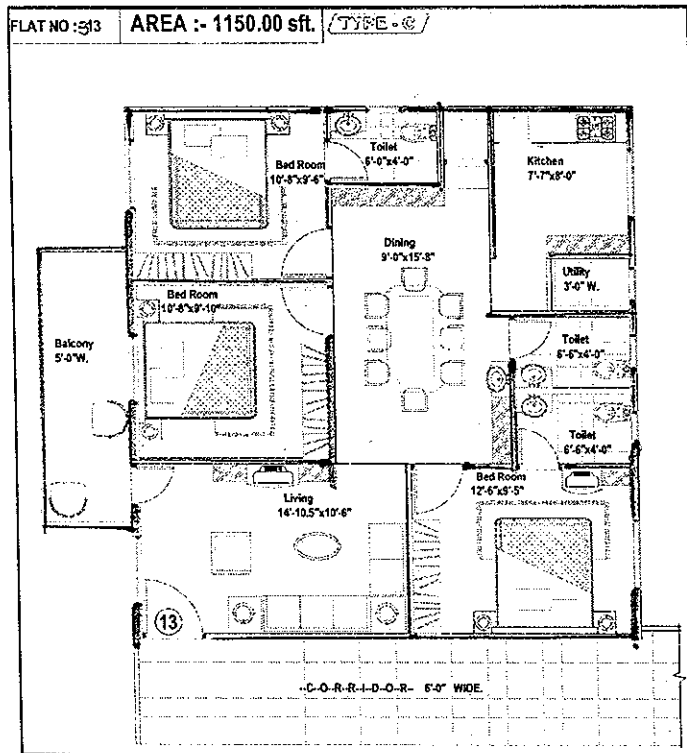 FLAT NO :313
AREA :- 1150.00 sft.
TYPE - C
Toilet
6'-0"x4'-0"
Bed Room
10'-8"x9'-6"
Kitchen
7'-7"x8'-0"
Dining
9'-0"x15'-8"
Utility
3'-0" W.
Bed Room
10'-8"x9'-10"
Balcony
5'-0"W.
Toilet
6'-6"x4'-0"
Toilet
6'-6"x4'-0"
Bed Room
12'-6"x9'-5"
Living
14'-10.5"x10'-6"
13
--C--O--R--R--I--D--O--R-- 6'-0" WIDE.